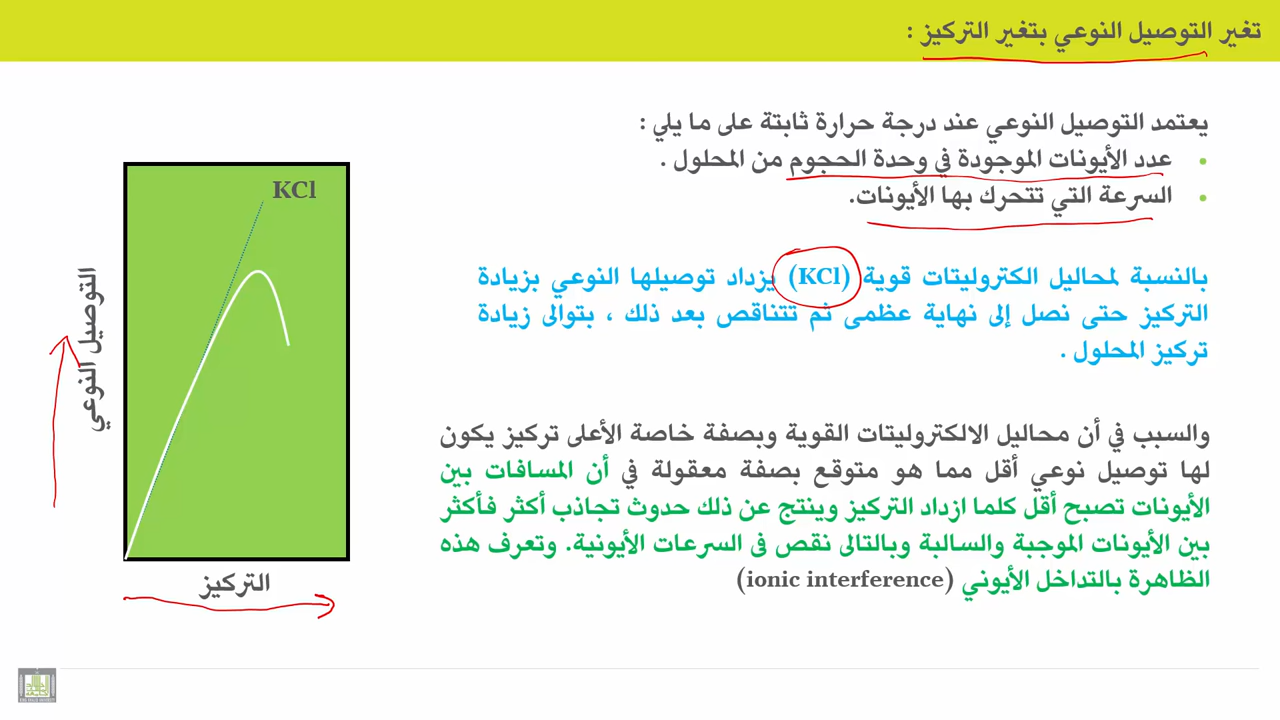 تغير التوصيل النوعي بتغير التركيز :
يعتمد التوصيل النوعي عند درجة حرارة ثابتة على ما يلي :
• عدد الأيونات الموجودة في وحدة الحجوم من المحلول .
• السرعة التي تتحرك بها الأيونات.
بالنسبة لمحاليل الكتروليتات قوية (KCl) يزداد توصيلها النوعي بزيادة
التركيز حتى نصل إلى نهاية عظمى ثم تتناقص بعد ذلك ، بتوالى زيادة
تركيز المحلول .
والسبب في أن محاليل الالكتروليتات القوية وبصفة خاصة الأعلى تركيز يكون
لها توصيل نوعي أقل مما هو متوقع بصفة معقولة في أن المسافات بين
الأيونات تصبح أقل كلما ازداد التركيز وينتج عن ذلك حدوث تجاذب أكثر فأكثر
بين الأيونات الموجبة والسالبة وبالتالى نقص فى السرعات الأيونية. وتعرف هذه
الظاهرة بالتداخل الأيوني (ionic interference)
KCl
التوصيل النوعي
التركيز